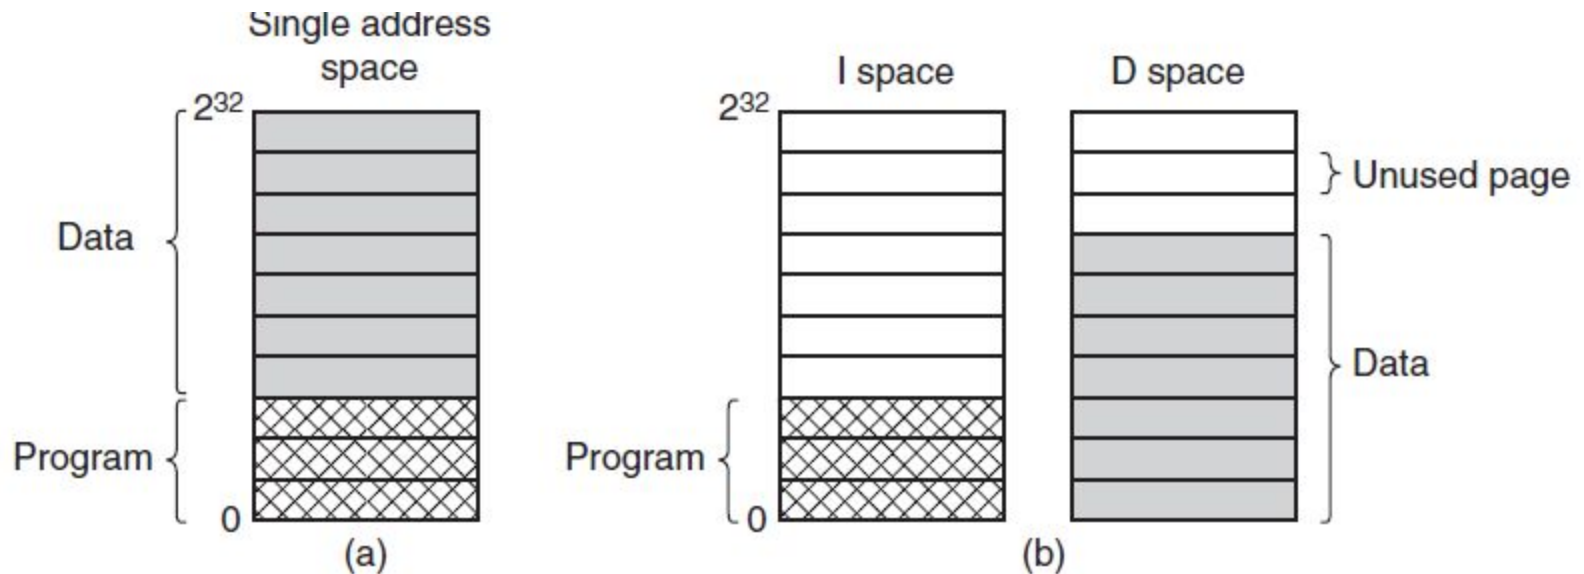 Single address
space
I space
D space
2³²
2³²
Unused page
Data
Data
Program
Program
0
0
(a)
(b)